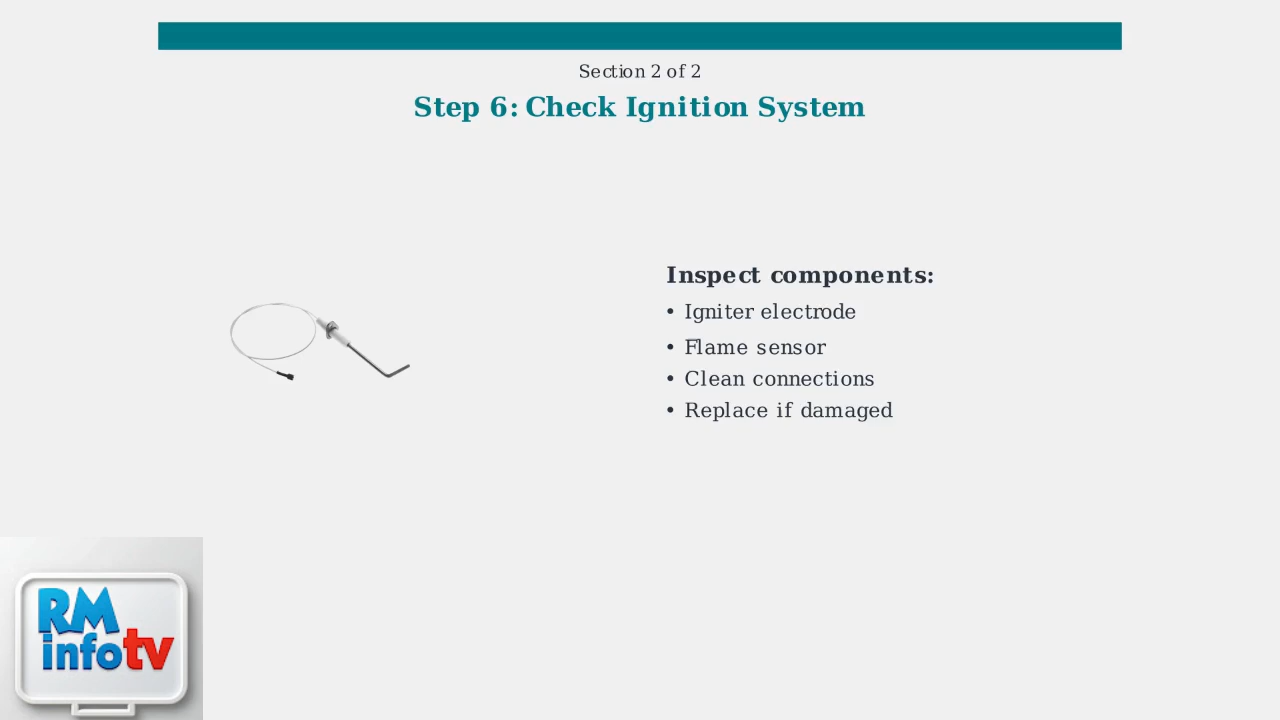 Section 2 of 2
Step 6: Check Ignition System
Inspect components:
• Igniter electrode
• Flame sensor
• Clean connections
• Replace if damaged
RM
infotv